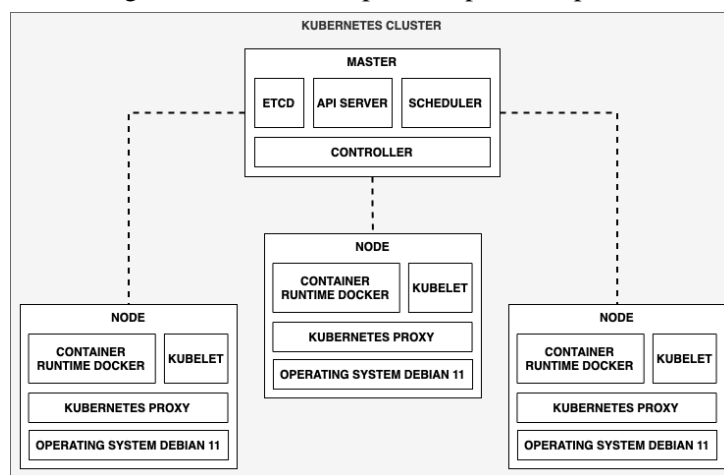 KUBERNETES CLUSTER
MASTER
ETCD
API SERVER
SCHEDULER
CONTROLLER
NODE
CONTAINER
RUNTIME DOCKER
KUBELET
KUBERNETES PROXY
OPERATING SYSTEM DEBIAN 11
NODE
CONTAINER
RUNTIME DOCKER
KUBELET
KUBERNETES PROXY
OPERATING SYSTEM DEBIAN 11
NODE
CONTAINER
RUNTIME DOCKER
KUBELET
KUBERNETES PROXY
OPERATING SYSTEM DEBIAN 11